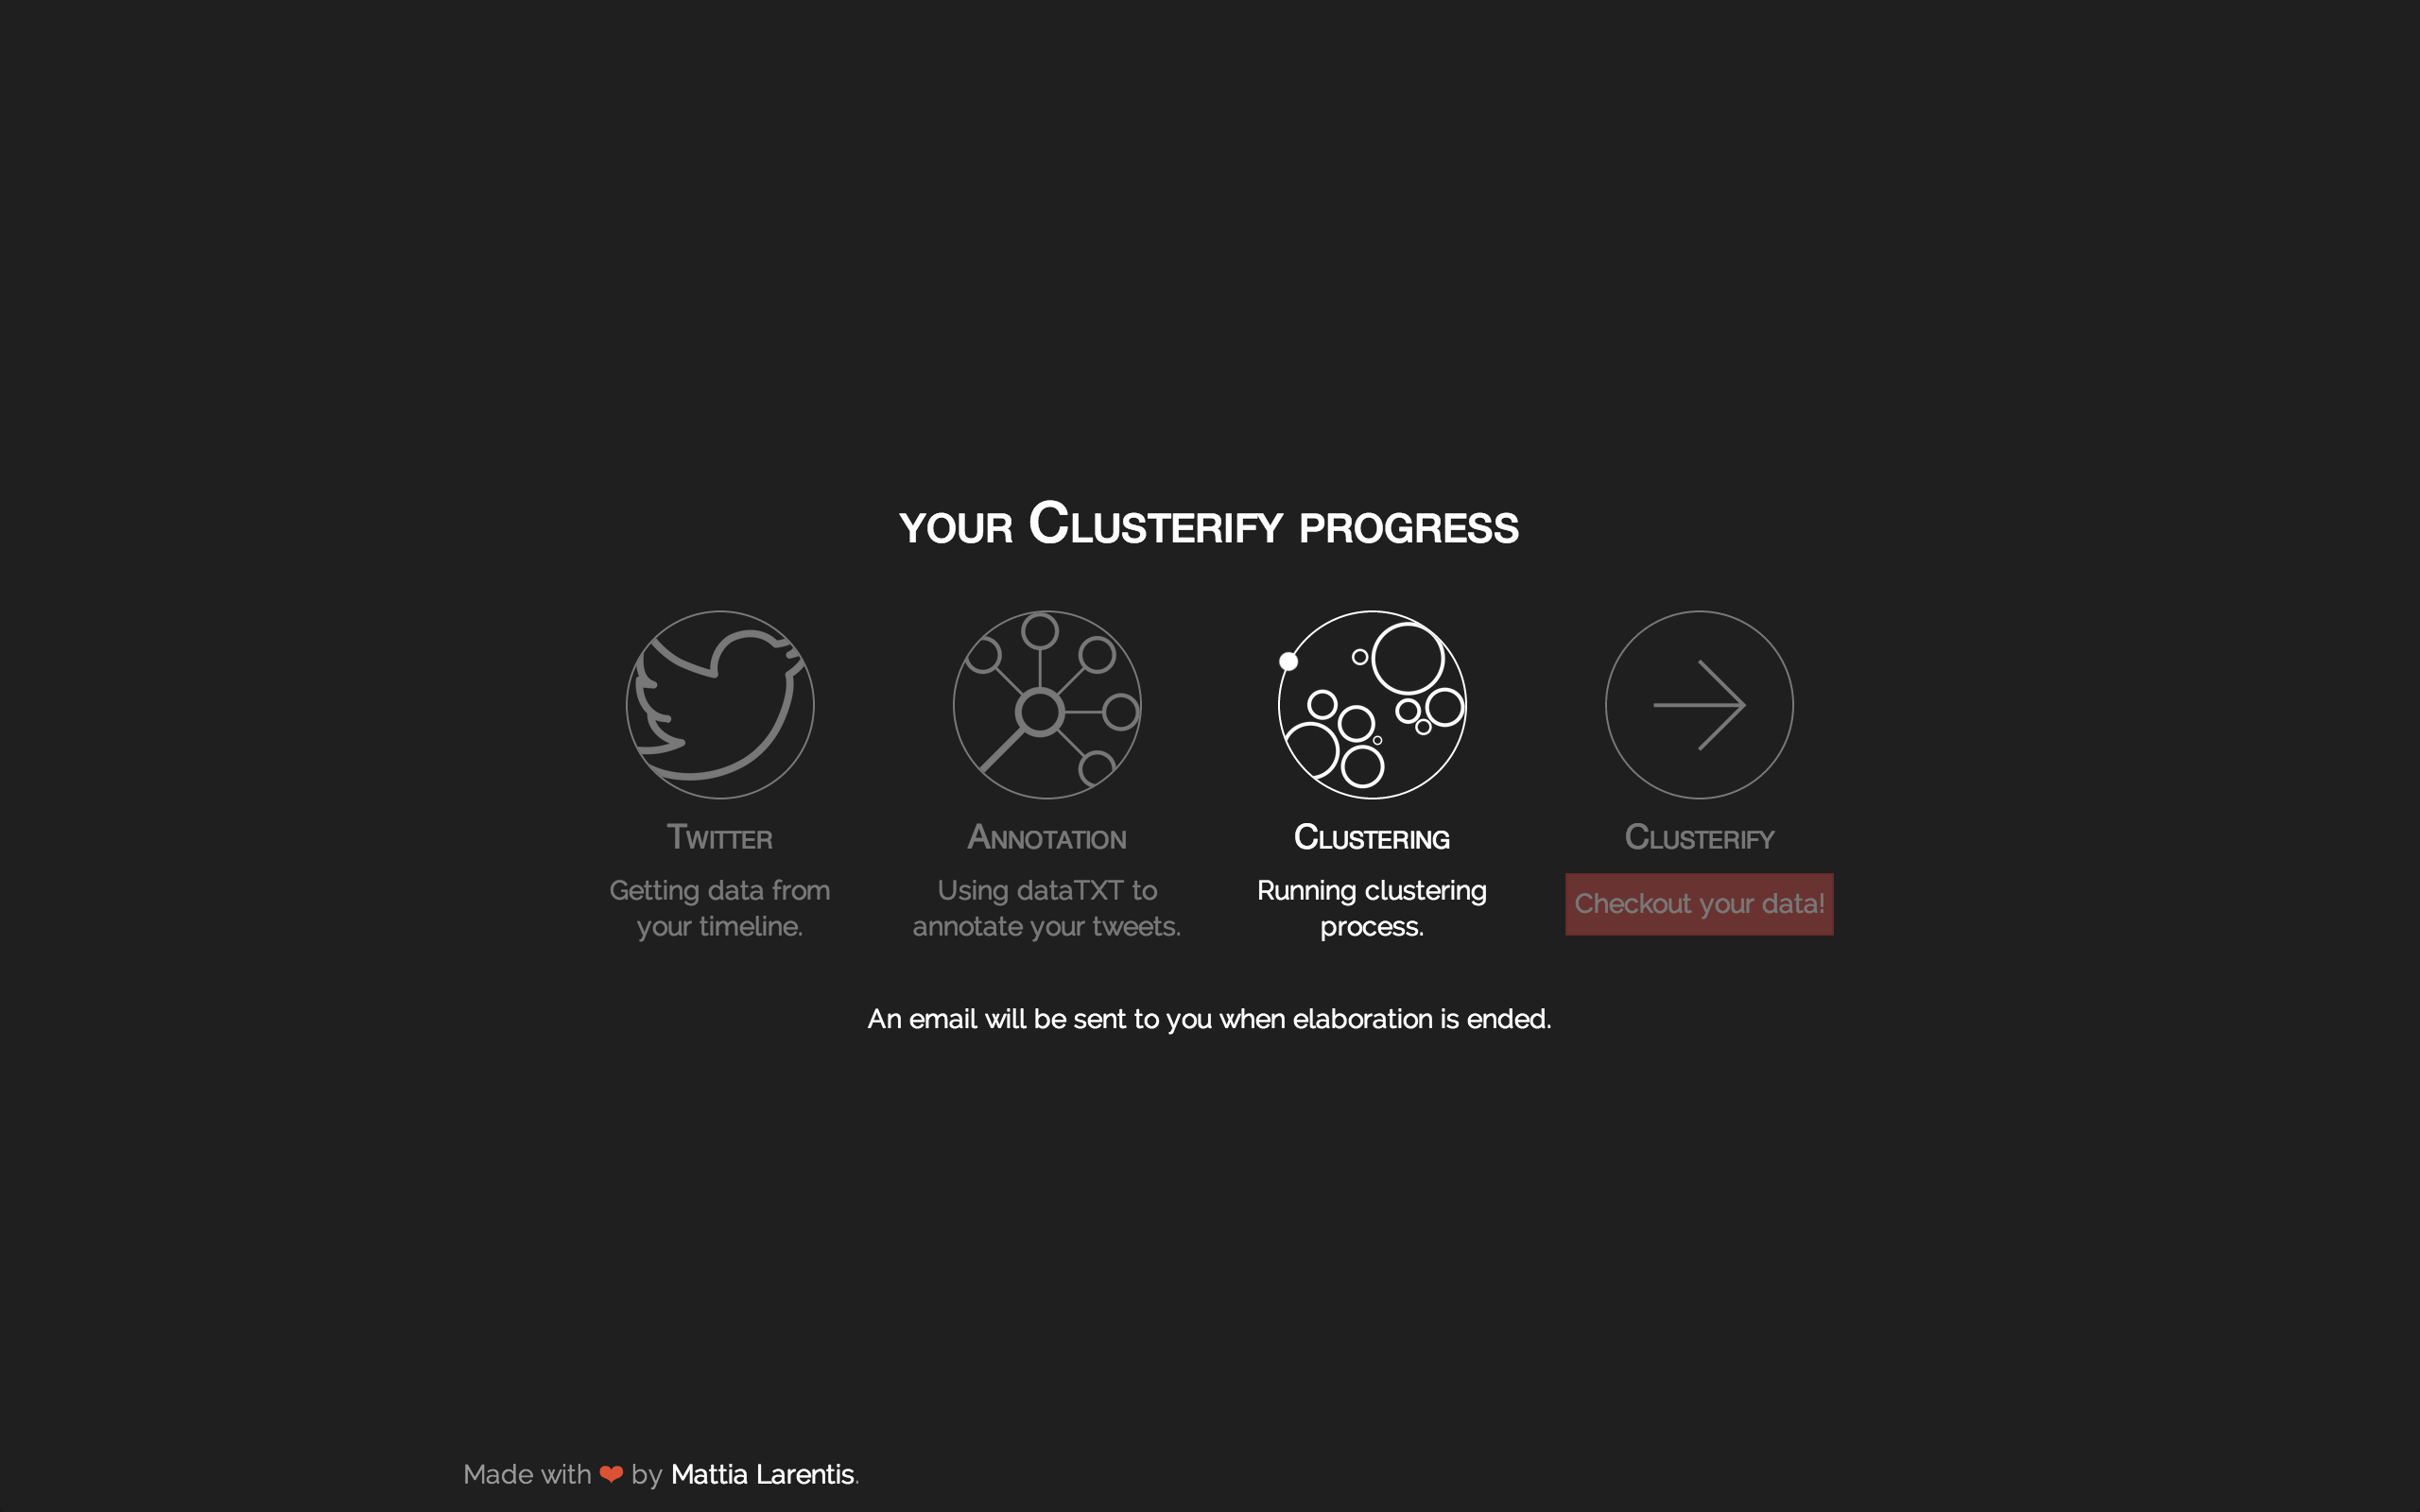 your Clusterify progress
Twitter
Getting data from
your timeline.
Annotation
Using dataTXT to
annotate your tweets.
Clustering
Running clustering
process.
Clusterify
Checkout your data!
An email will be sent to you when elaboration is ended.
Made with ❤ by Mattia Larentis.